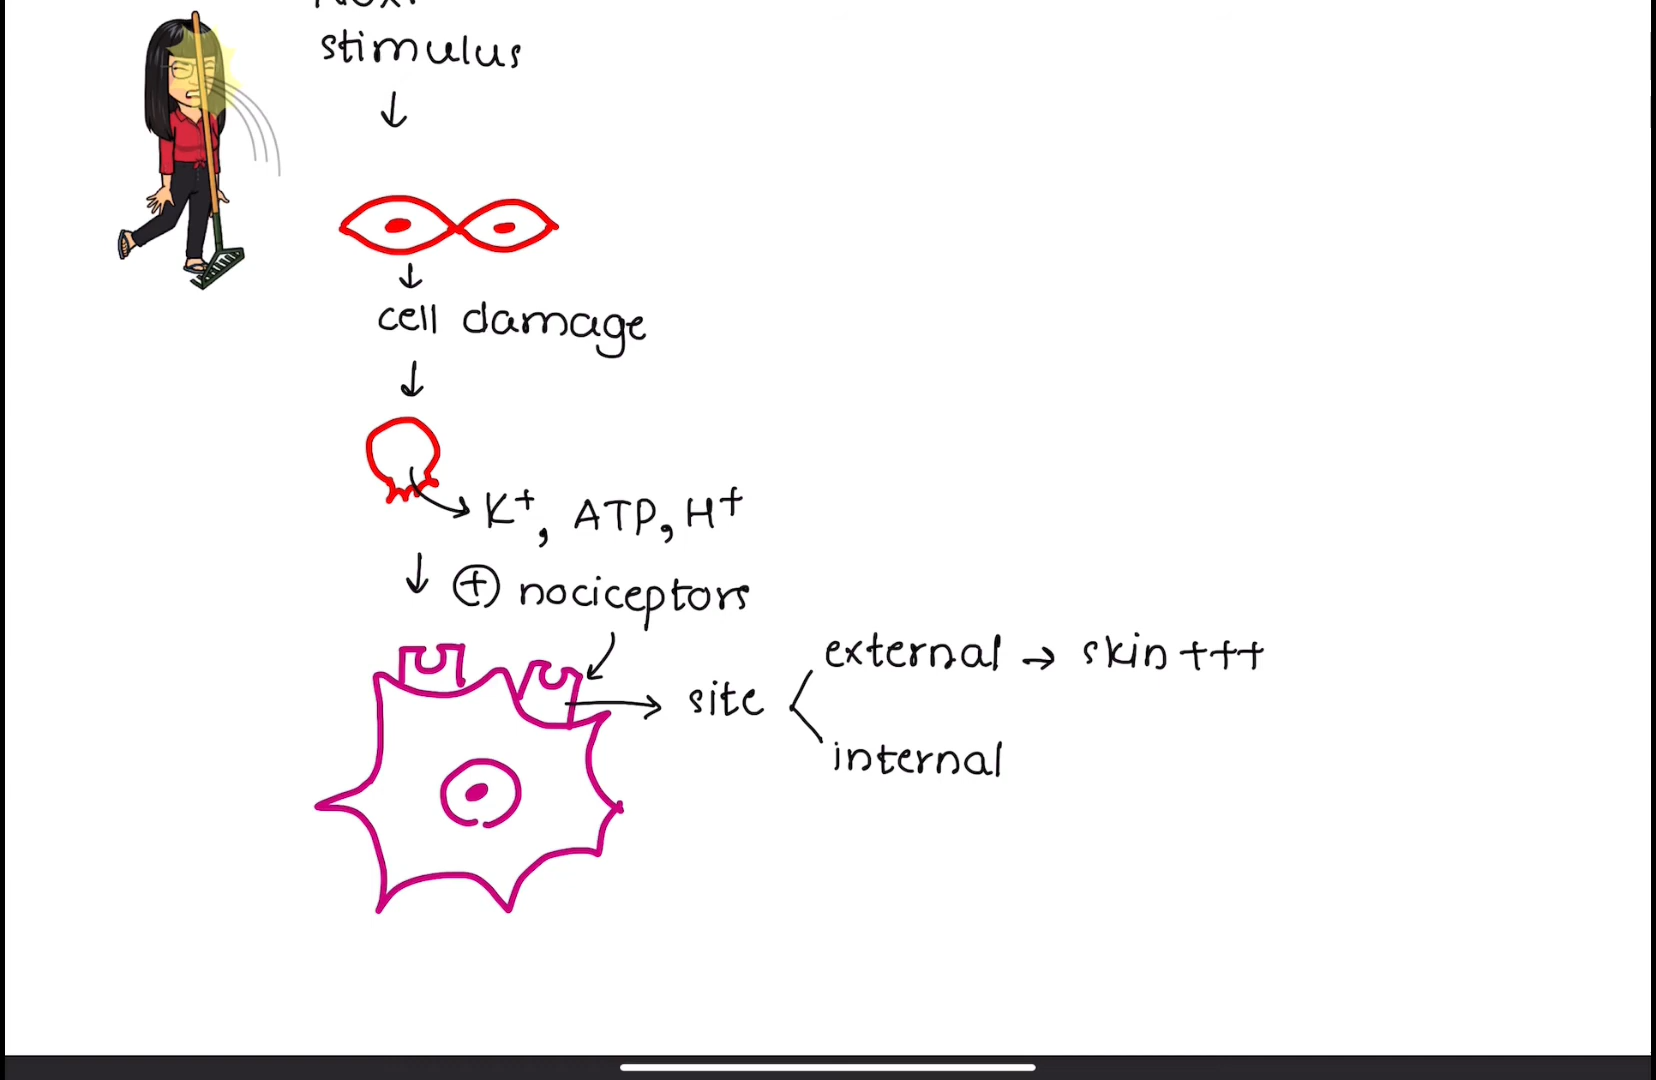 stimulus
↓
↓
cell damage
↓
→ K⁺, ATP, H⁺
↓ ⊕ nociceptors
external → skin +++
→ site
internal